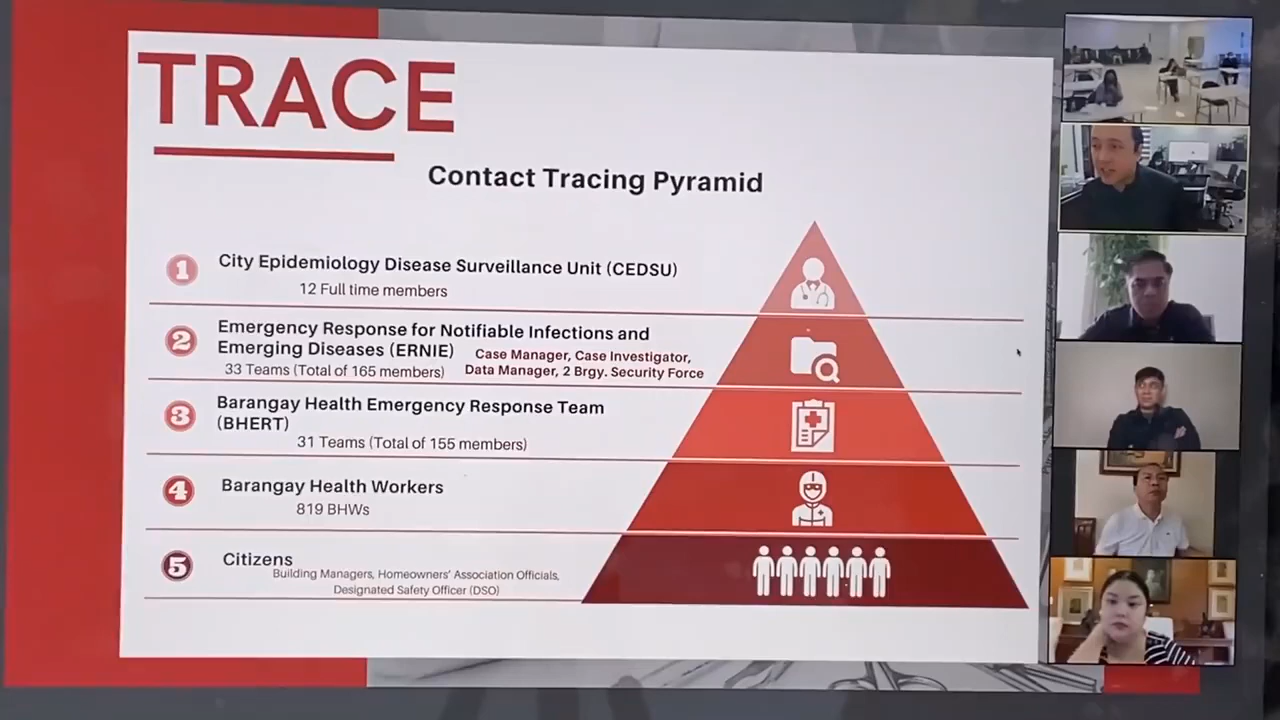 TRACE
Contact Tracing Pyramid
1
City Epidemiology Disease Surveillance Unit (CEDSU)
12 Full time members
2
Emergency Response for Notifiable Infections and
Emerging Diseases (ERNIE)
Case Manager, Case Investigator,
Data Manager, 2 Brgy. Security Force
33 Teams (Total of 165 members)
3
Barangay Health Emergency Response Team
(BHERT)
31 Teams (Total of 155 members)
4
Barangay Health Workers
819 BHWs
5
Citizens
Building Managers, Homeowners' Association Officials,
Designated Safety Officer (DSO)